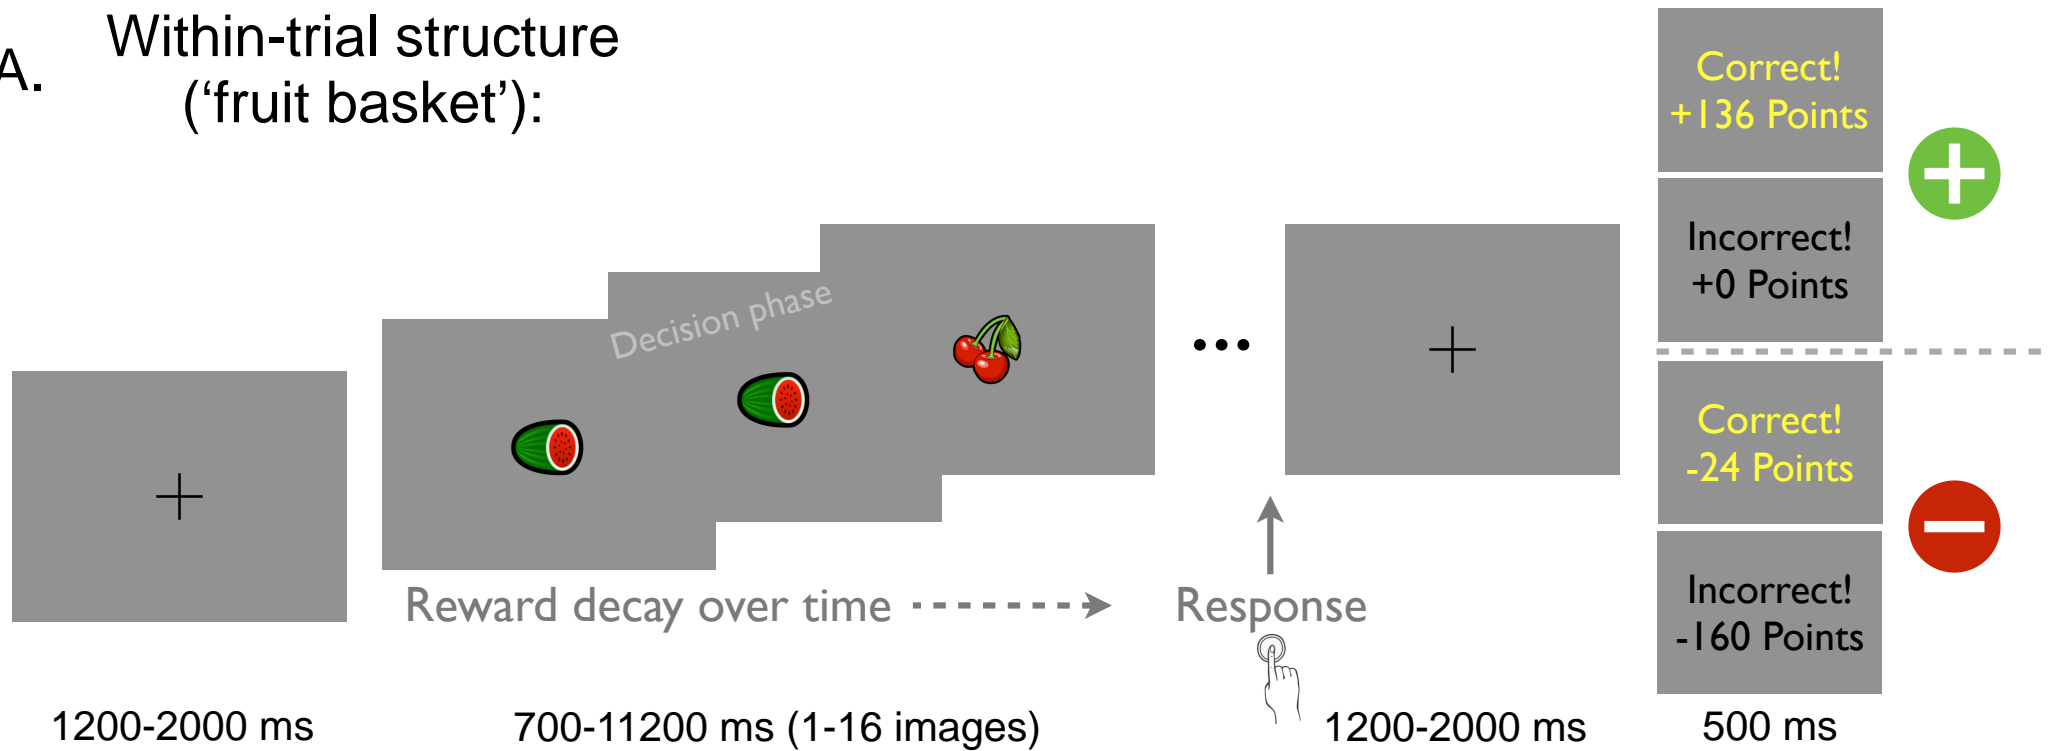 A.
Within-trial structure
(‘fruit basket’):
Correct!
+136 Points
Incorrect!
+0 Points
Decision phase
Correct!
-24 Points
Incorrect!
-160 Points
Reward decay over time
Response
1200-2000 ms
700-11200 ms (1-16 images)
1200-2000 ms
500 ms